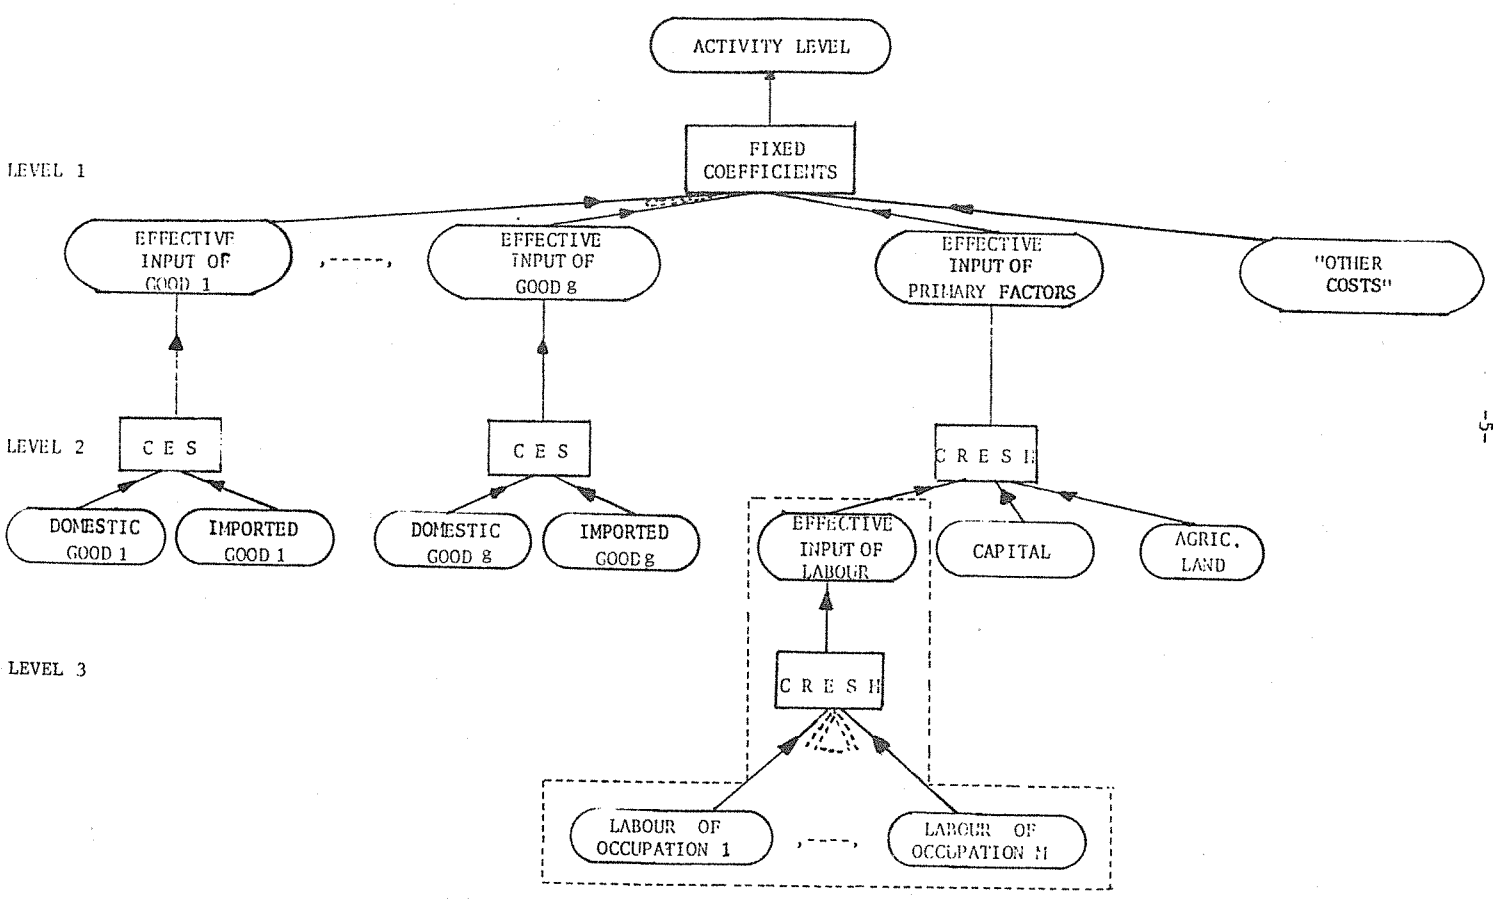 ACTIVITY LEVEL
FIXED
COEFFICIENTS
LEVEL 1
EFFECTIVE
INPUT OF
GOOD 1
,-----,
EFFECTIVE
INPUT OF
GOOD g
EFFECTIVE
INPUT OF
PRIMARY FACTORS
"OTHER
COSTS"
-5-
LEVEL 2
C E S
C E S
C R E S H
DOMESTIC
GOOD 1
IMPORTED
GOOD 1
DOMESTIC
GOOD g
IMPORTED
GOOD g
EFFECTIVE
INPUT OF
LABOUR
CAPITAL
AGRIC.
LAND
LEVEL 3
C R E S H
LABOUR OF
OCCUPATION 1
,----,
LABOUR OF
OCCUPATION M